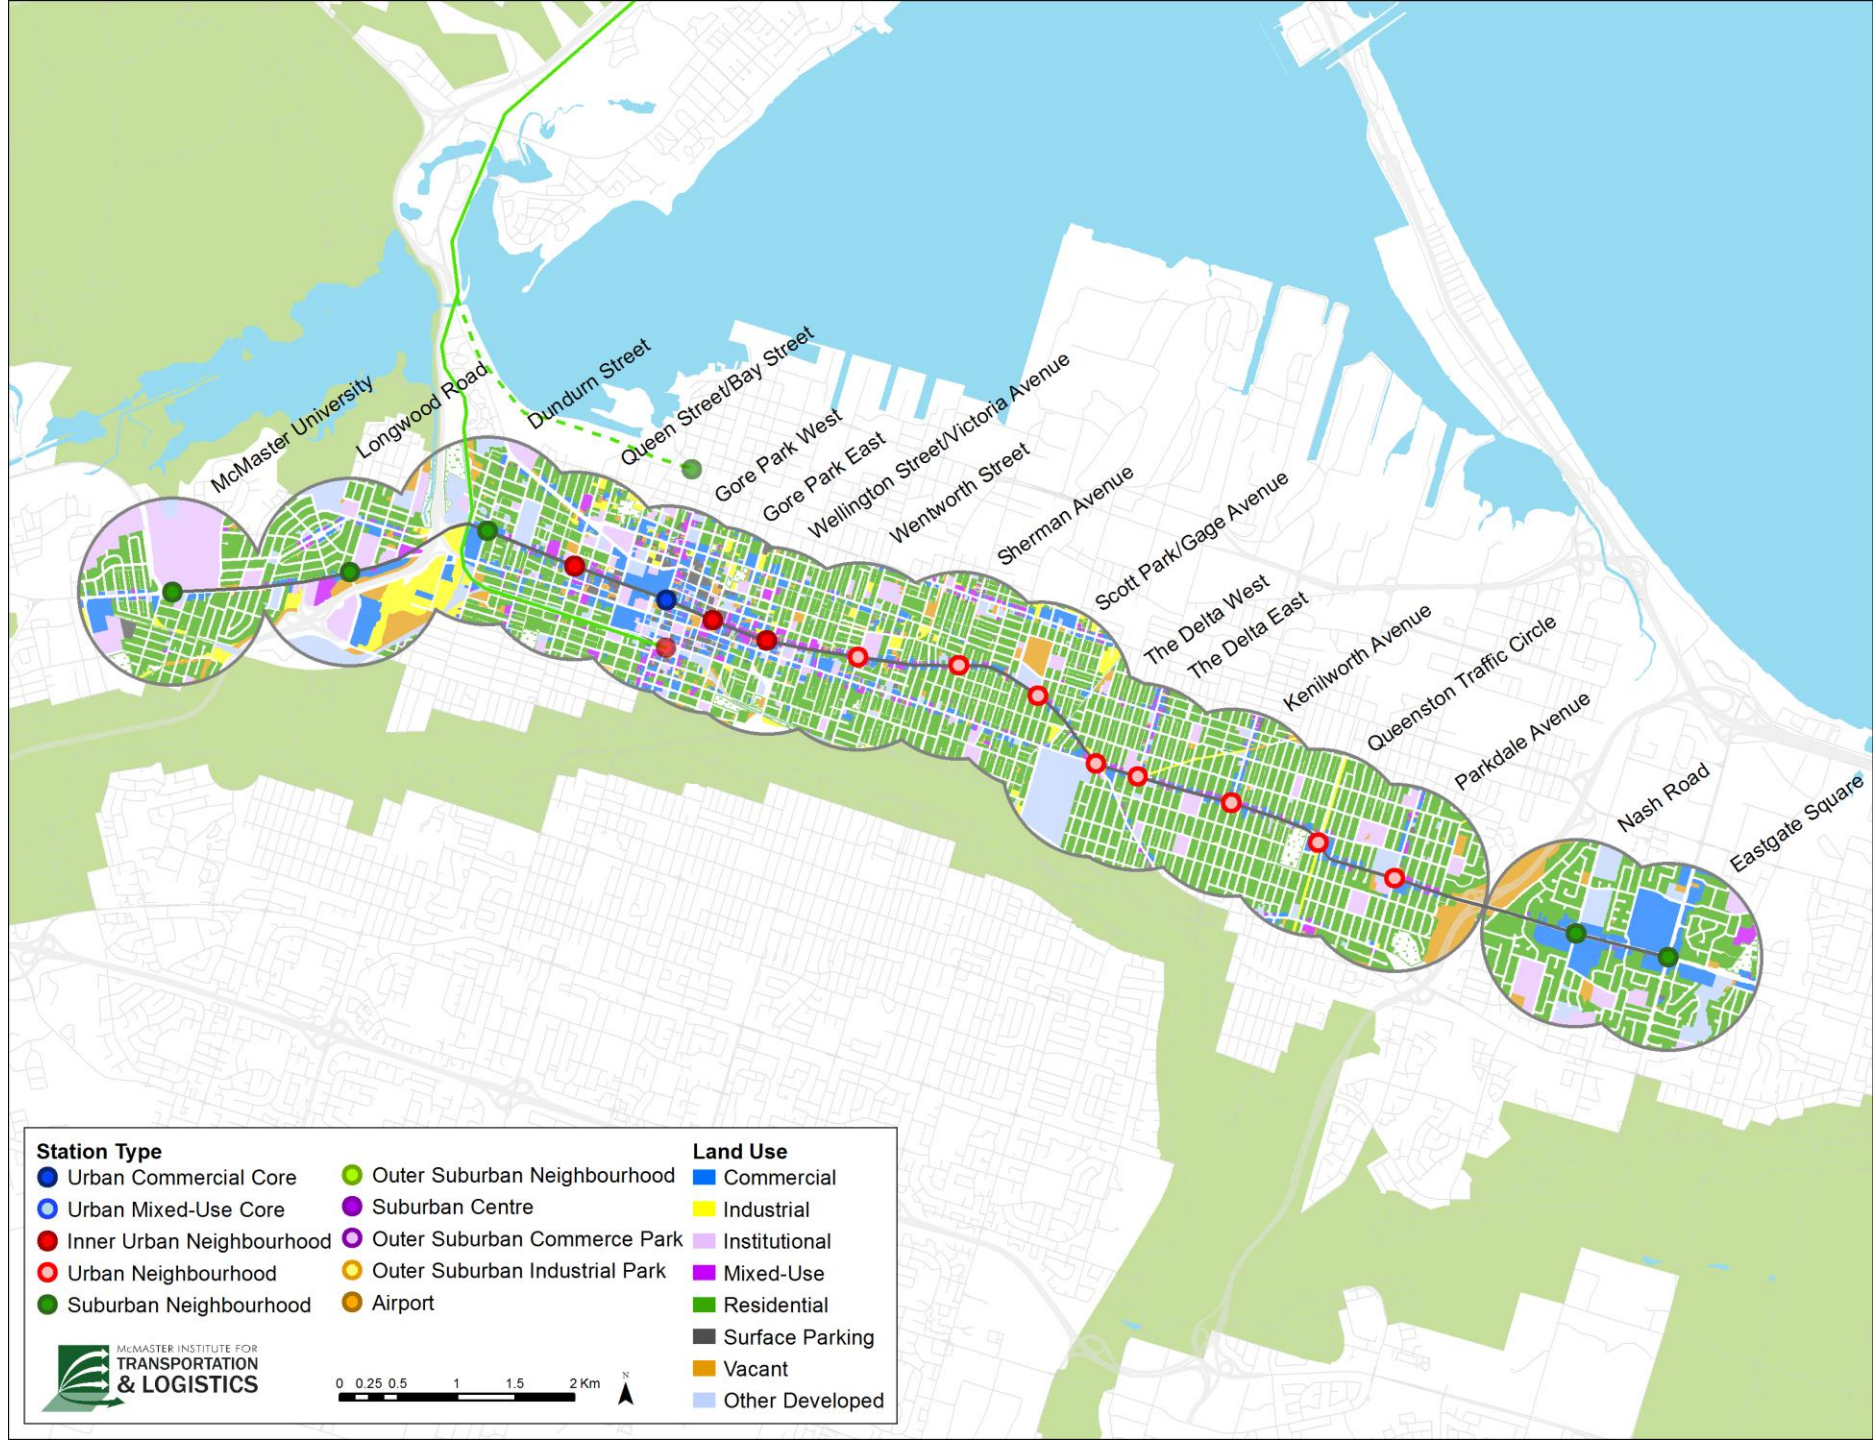 McMaster University
Longwood Road
Dundurn Street
Queen Street/Bay Street
Gore Park West
Gore Park East
Wellington Street/Victoria Avenue
Wentworth Street
Sherman Avenue
Scott Park/Gage Avenue
The Delta West
The Delta East
Kenilworth Avenue
Queenston Traffic Circle
Parkdale Avenue
Nash Road
Eastgate Square
Station Type
Urban Commercial Core
Urban Mixed-Use Core
Inner Urban Neighbourhood
Urban Neighbourhood
Suburban Neighbourhood
Outer Suburban Neighbourhood
Suburban Centre
Outer Suburban Commerce Park
Outer Suburban Industrial Park
Airport
Land Use
Commercial
Industrial
Institutional
Mixed-Use
Residential
Surface Parking
Vacant
Other Developed
McMASTER INSTITUTE FOR
TRANSPORTATION
& LOGISTICS
0 0.25 0.5 1 1.5 2 Km
N